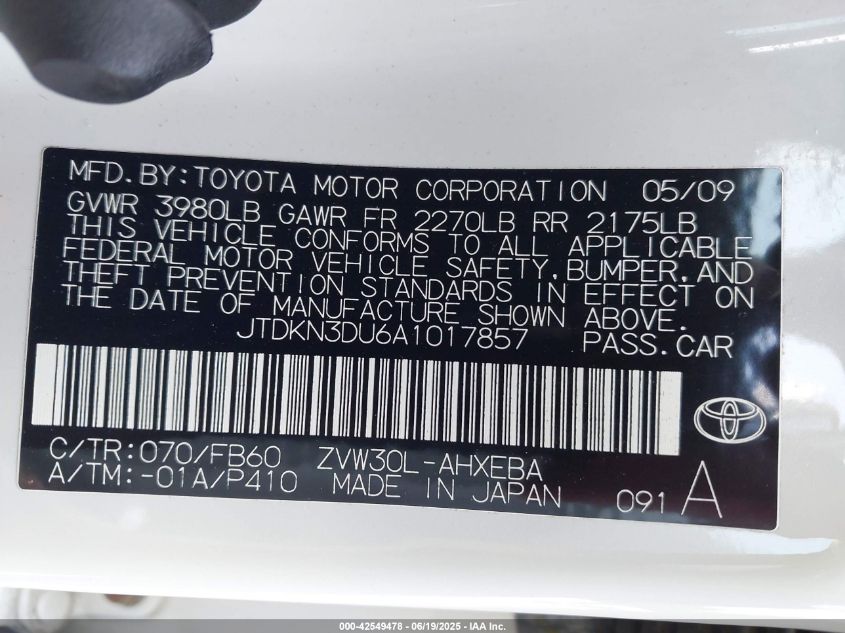 MFD.BY:TOYOTA MOTOR CORPORATION 05/09
GVWR 3980LB GAWR FR 2270LB RR 2175LB
THIS VEHICLE CONFORMS TO ALL APPLICABLE
FEDERAL MOTOR VEHICLE SAFETY,BUMPER,AND
THEFT PREVENTION STANDARDS IN EFFECT ON
THE DATE OF MANUFACTURE SHOWN ABOVE.
JTDKN3DU6A1017857 PASS.CAR
C/TR:070/FB60 ZVW30L-AHXEBA
A/TM:-01A/P410 MADE IN JAPAN 091 A
000-42549478 - 06/19/2025 - IAA Inc.